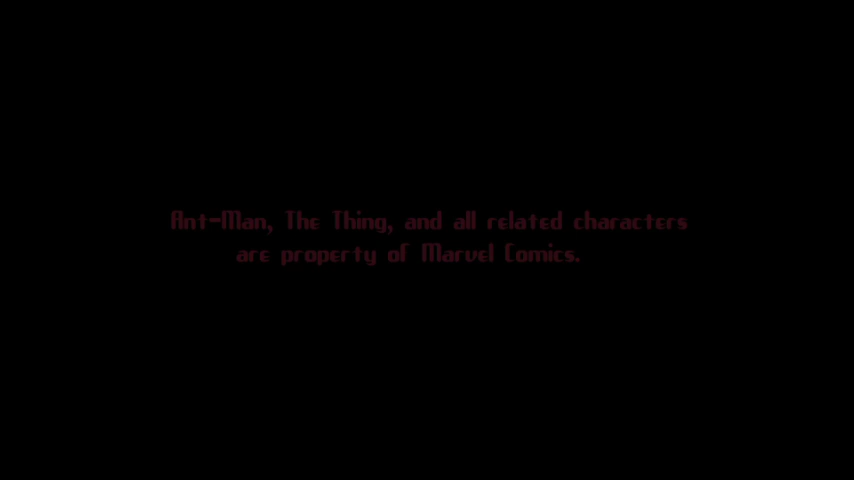 Ant-Man, The Thing, and all related characters
are property of Marvel Comics.